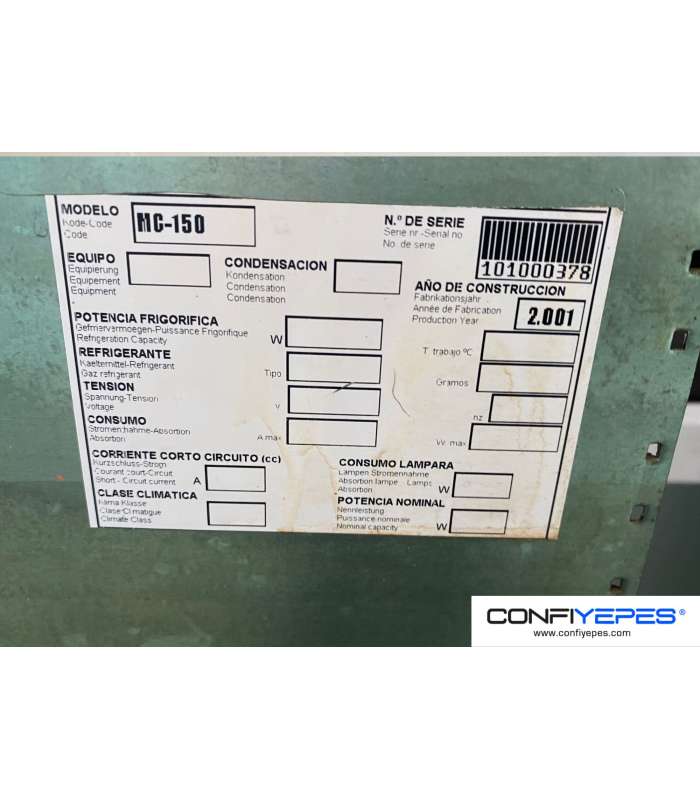 MODELO
Kode-Code
Code
MC-150
N.º DE SERIE
Serie nr-Serial no
No. de serie
101000378
EQUIPO
Equipierung
Equipement
Equipment
CONDENSACION
Kondensation
Condensation
Condensation
AÑO DE CONSTRUCCION
Fabrikationsjahr
Année de Fabrication
Production Year
2.001
POTENCIA FRIGORIFICA
Gefriervermoegen-Puissance Frigorifique
Refrigeration Capacity
W
T trabajo ºC
REFRIGERANTE
Kaeltemittel-Refrigerant
Gaz refrigerant
Tipo
Gramos
TENSION
Spannung-Tension
Voltage
V
hz
CONSUMO
Stromentnahme-Absortion
Absortion
A max
W max
CORRIENTE CORTO CIRCUITO (cc)
Kurzschluss-Strom
Courant court-Circuit
Short - Circuit current
A
CONSUMO LAMPARA
Lampen Stromennahme
Absortion lampe - Lamps
Absortion
W
CLASE CLIMATICA
Klima Klasse
Clase Climatique
Climate Class
POTENCIA NOMINAL
Nennleistung
Puissance nominale
Nominal capacity
W
CONFIYEPES®
www.confiyepes.com